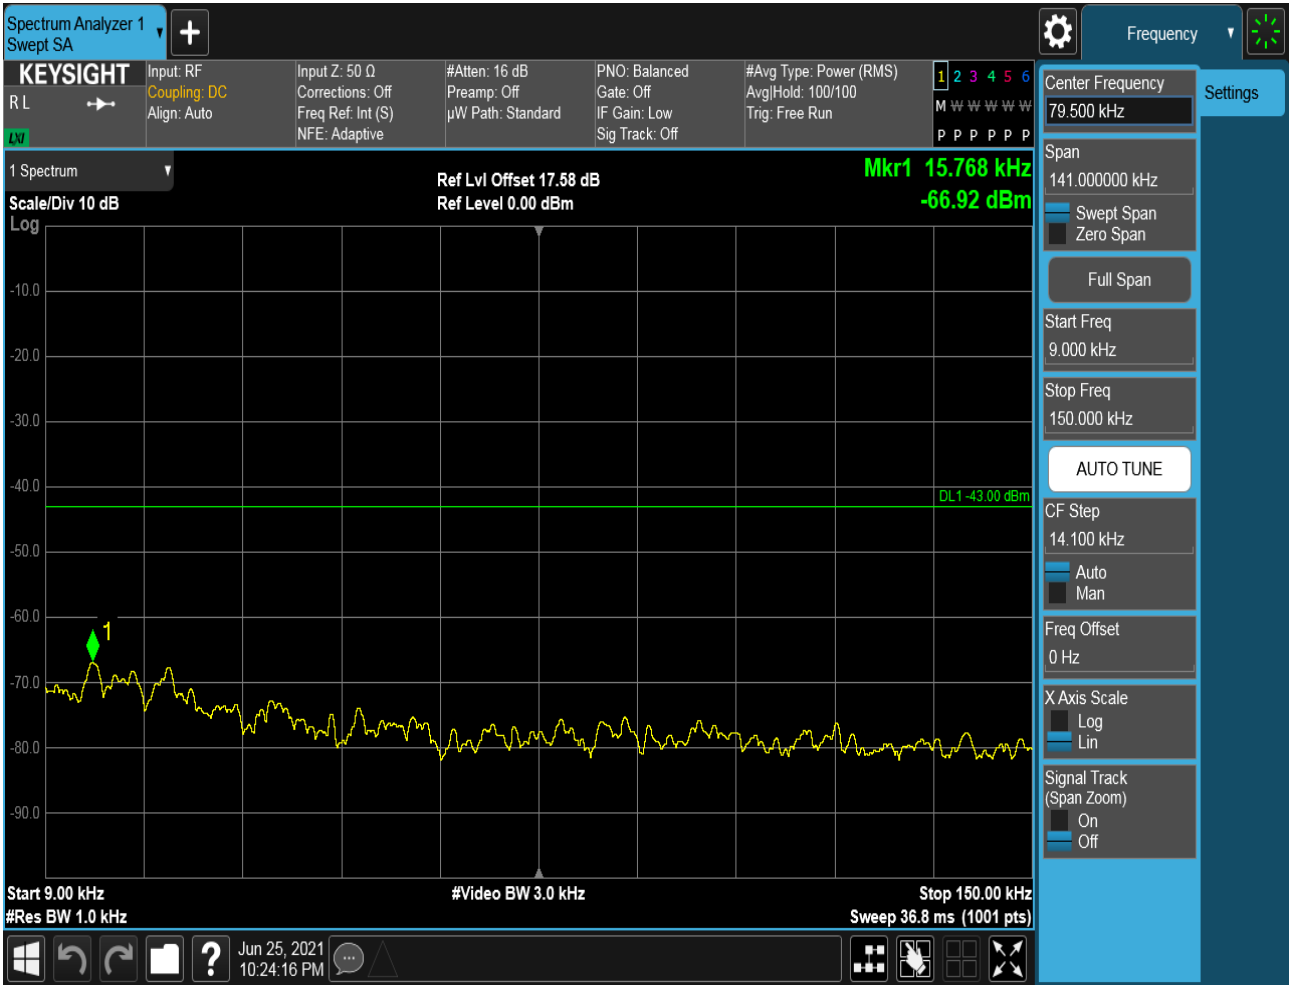 Spectrum Analyzer 1
Swept SA
Frequency
KEYSIGHT
R L
LXI
Input: RF
Coupling: DC
Align: Auto
Input Z: 50 Ω
Corrections: Off
Freq Ref: Int (S)
NFE: Adaptive
#Atten: 16 dB
Preamp: Off
µW Path: Standard
PNO: Balanced
Gate: Off
IF Gain: Low
Sig Track: Off
#Avg Type: Power (RMS)
Avg|Hold: 100/100
Trig: Free Run
1 2 3 4 5 6
M W W W W W
P P P P P P
1 Spectrum
Scale/Div 10 dB
Log
Ref Lvl Offset 17.58 dB
Ref Level 0.00 dBm
Mkr1 15.768 kHz
-66.92 dBm
-10.0
-20.0
-30.0
-40.0
DL1 -43.00 dBm
-50.0
-60.0
1
-70.0
-80.0
-90.0
Start 9.00 kHz
#Video BW 3.0 kHz
Stop 150.00 kHz
#Res BW 1.0 kHz
Sweep 36.8 ms (1001 pts)
?
Jun 25, 2021
10:24:16 PM
Center Frequency
79.500 kHz
Settings
Span
141.000000 kHz
Swept Span
Zero Span
Full Span
Start Freq
9.000 kHz
Stop Freq
150.000 kHz
AUTO TUNE
CF Step
14.100 kHz
Auto
Man
Freq Offset
0 Hz
X Axis Scale
Log
Lin
Signal Track
(Span Zoom)
On
Off